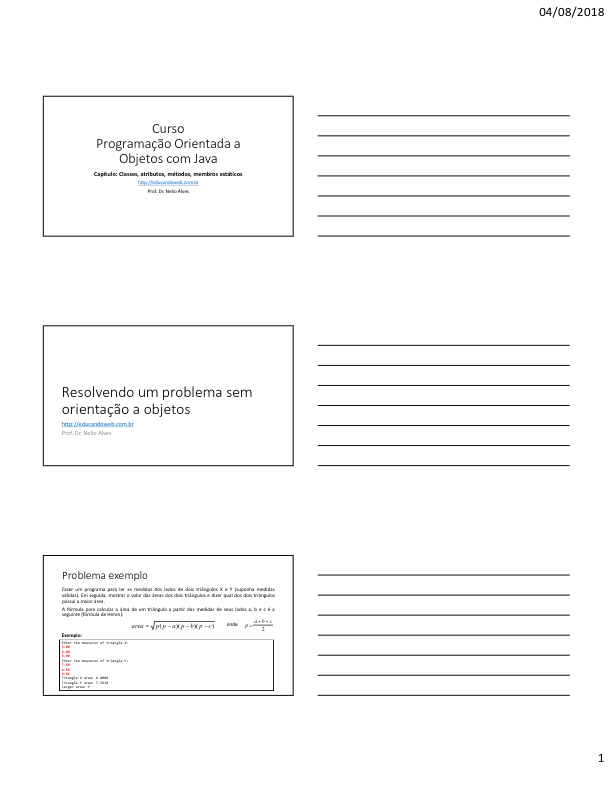 04/08/2018
Curso
Programação Orientada a
Objetos com Java
Capítulo: Classes, atributos, métodos, membros estáticos
http://educandoweb.com.br
Prof. Dr. Nelio Alves
Resolvendo um problema sem
orientação a objetos
http://educandoweb.com.br
Prof. Dr. Nelio Alves
Problema exemplo
Fazer um programa para ler as medidas dos lados de dois triângulos X e Y (suponha medidas
válidas). Em seguida, mostrar o valor das áreas dos dois triângulos e dizer qual dos dois triângulos
possui a maior área.
A fórmula para calcular a área de um triângulo a partir das medidas de seus lados a, b e c é a
seguinte (fórmula de Heron):
area = √p(p − a)(p − b)(p − c) onde p = a + b + c / 2
Exemplo:
Enter the measures of triangle X:
3.00
4.00
5.00
Enter the measures of triangle Y:
7.50
4.50
4.02
Triangle X area: 6.0000
Triangle Y area: 7.5638
Larger area: Y
1